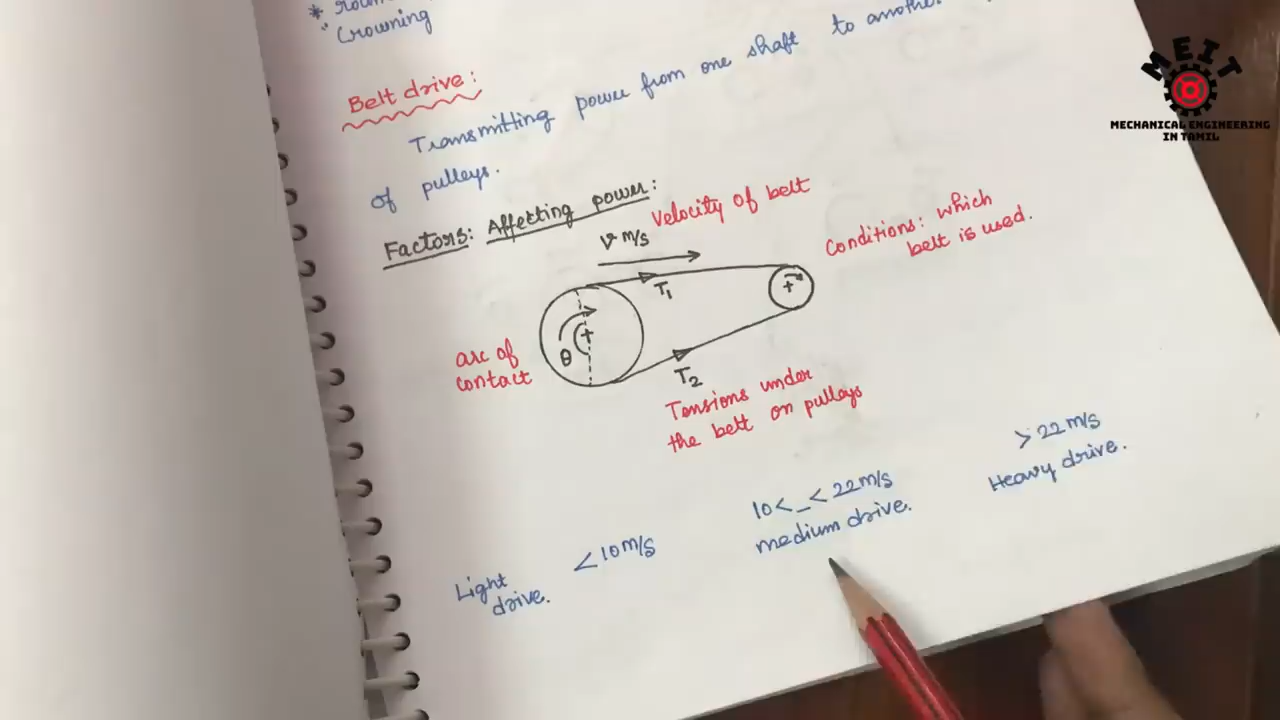 Crowning
Belt drive:
Transmitting power from one shaft to another
of pulleys.
Factors: Affecting power:
Velocity of belt
V m/s
Conditions: which
belt is used.
T1
+
+
θ
arc of
contact
T2
Tensions under
the belt on pulleys
> 22 m/s
Heavy drive.
10< _ < 22 m/s
medium drive.
< 10 m/s
Light
drive.
MEIT
MECHANICAL ENGINEERING
IN TAMIL